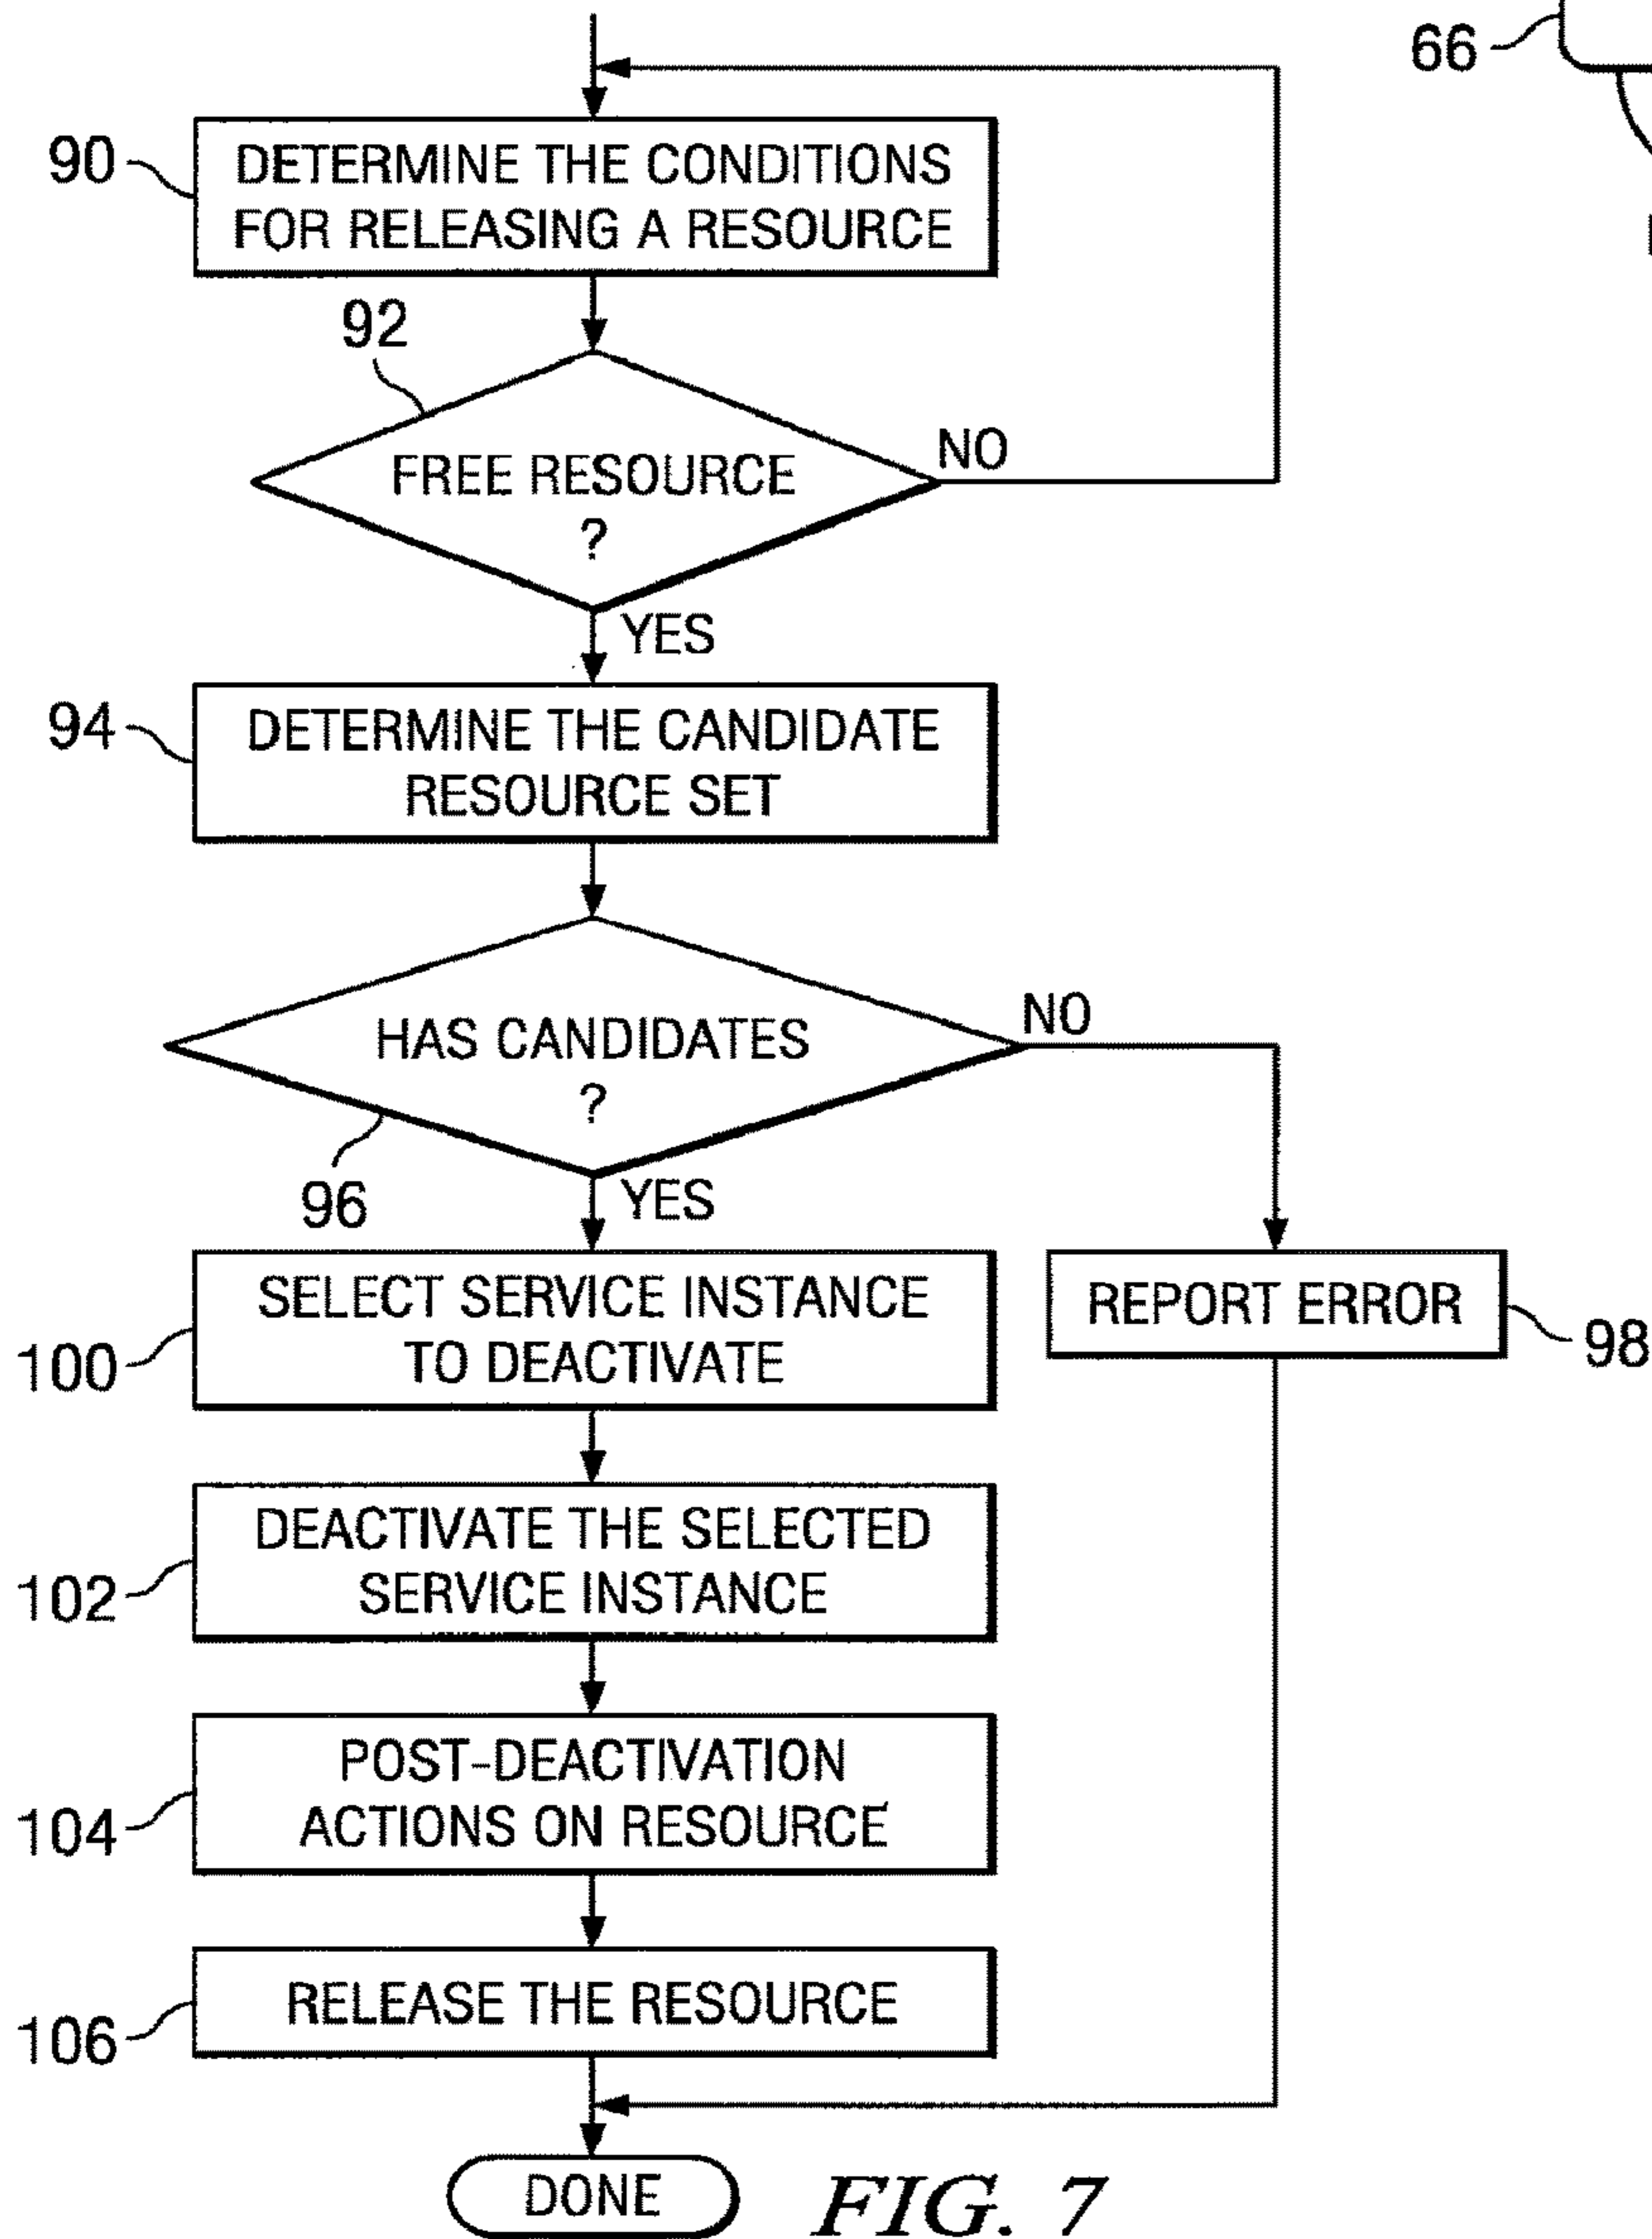 66
90
DETERMINE THE CONDITIONS
FOR RELEASING A RESOURCE
92
FREE RESOURCE
?
NO
YES
94
DETERMINE THE CANDIDATE
RESOURCE SET
HAS CANDIDATES
?
NO
96
YES
100
SELECT SERVICE INSTANCE
TO DEACTIVATE
REPORT ERROR
98
102
DEACTIVATE THE SELECTED
SERVICE INSTANCE
104
POST-DEACTIVATION
ACTIONS ON RESOURCE
106
RELEASE THE RESOURCE
DONE
FIG. 7